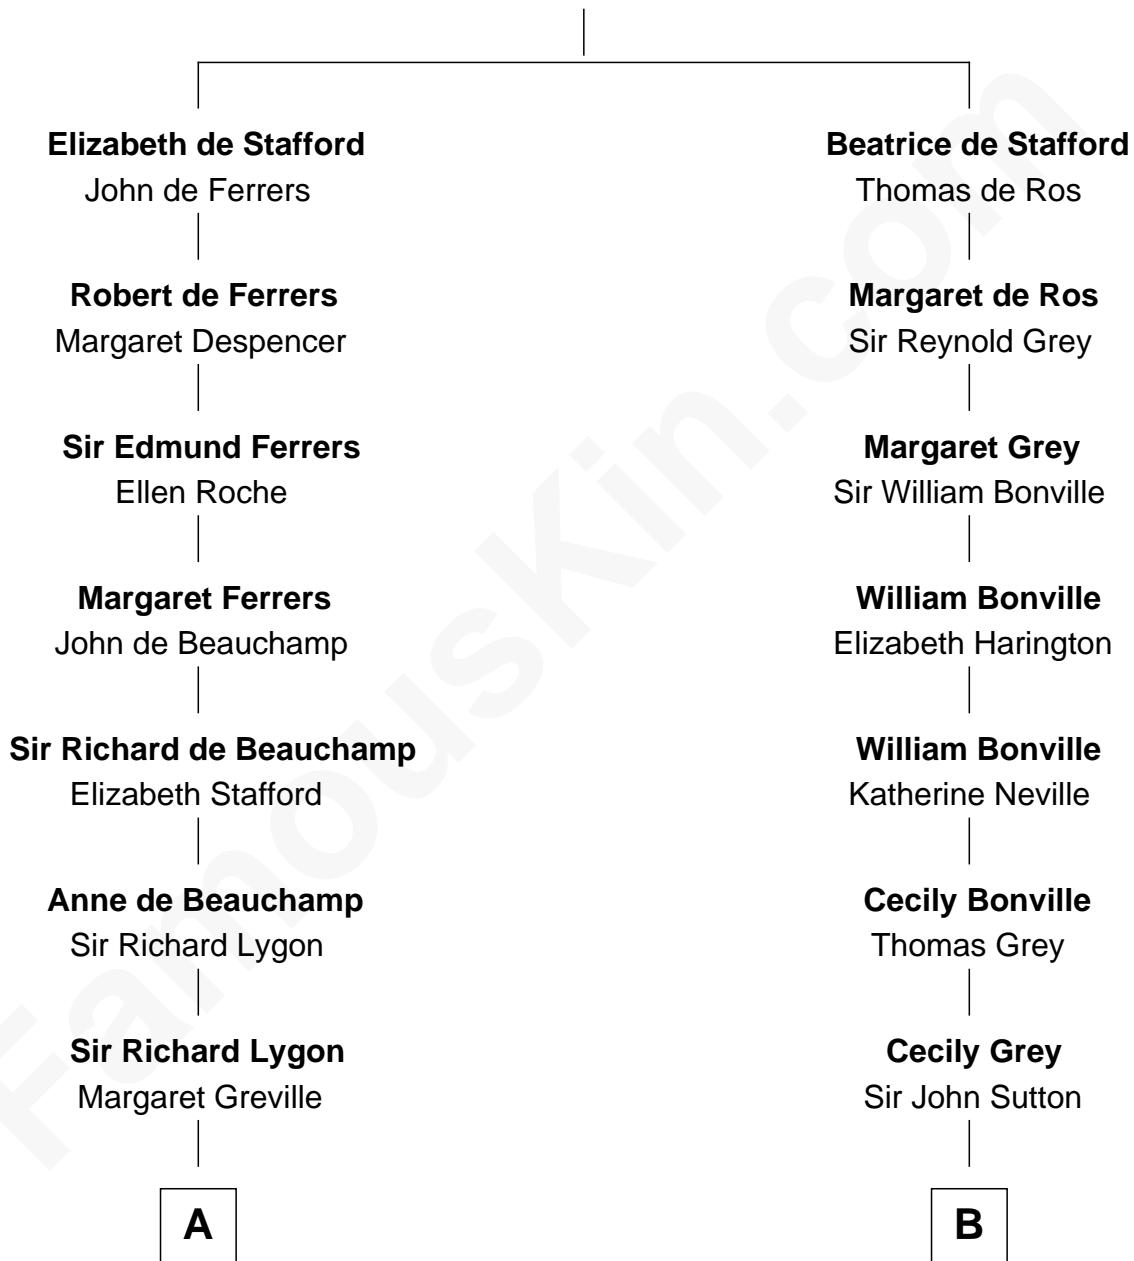 Elizabeth de Stafford
John de Ferrers
Robert de Ferrers
Margaret Despencer
Sir Edmund Ferrers
Ellen Roche
Margaret Ferrers
John de Beauchamp
Sir Richard de Beauchamp
Elizabeth Stafford
Anne de Beauchamp
Sir Richard Lygon
Sir Richard Lygon
Margaret Greville
A
Beatrice de Stafford
Thomas de Ros
Margaret de Ros
Sir Reynold Grey
Margaret Grey
Sir William Bonville
William Bonville
Elizabeth Harington
William Bonville
Katherine Neville
Cecily Bonville
Thomas Grey
Cecily Grey
Sir John Sutton
B
FamousKin.com